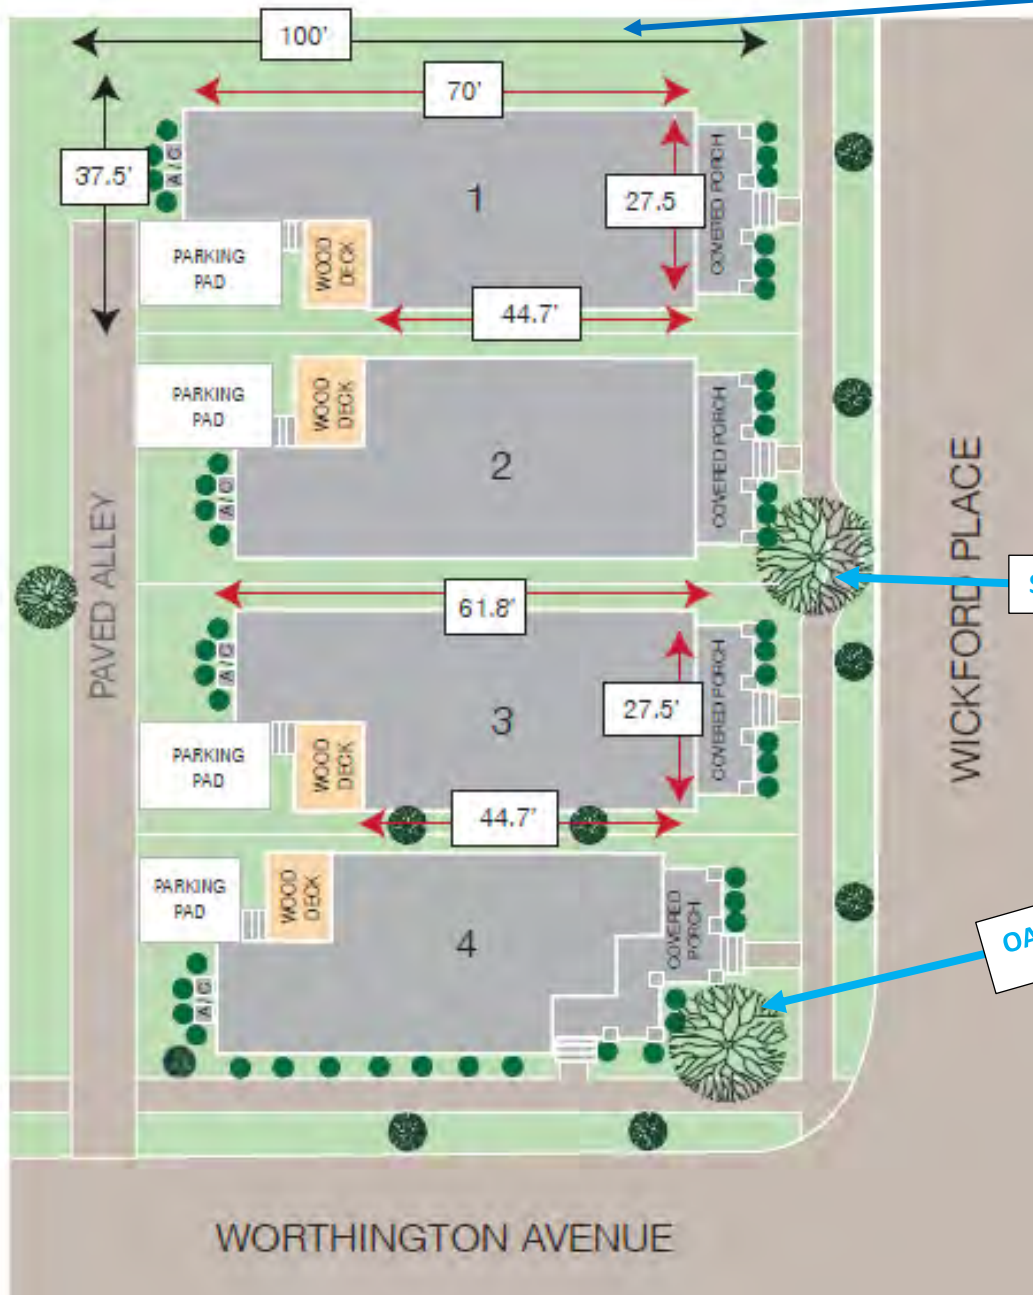 100'
70'
37.5'
A/C
1
27.5
COVERED PORCH
PARKING
PAD
WOOD
DECK
44.7'
PARKING
PAD
WOOD
DECK
COVERED PORCH
2
A/C
PAVED ALLEY
WICKFORD PLACE
S
61.8'
A/C
27.5'
COVERED PORCH
3
PARKING
PAD
WOOD
DECK
44.7'
PARKING
PAD
WOOD
DECK
COVERED
PORCH
4
OA
A/C
WORTHINGTON AVENUE